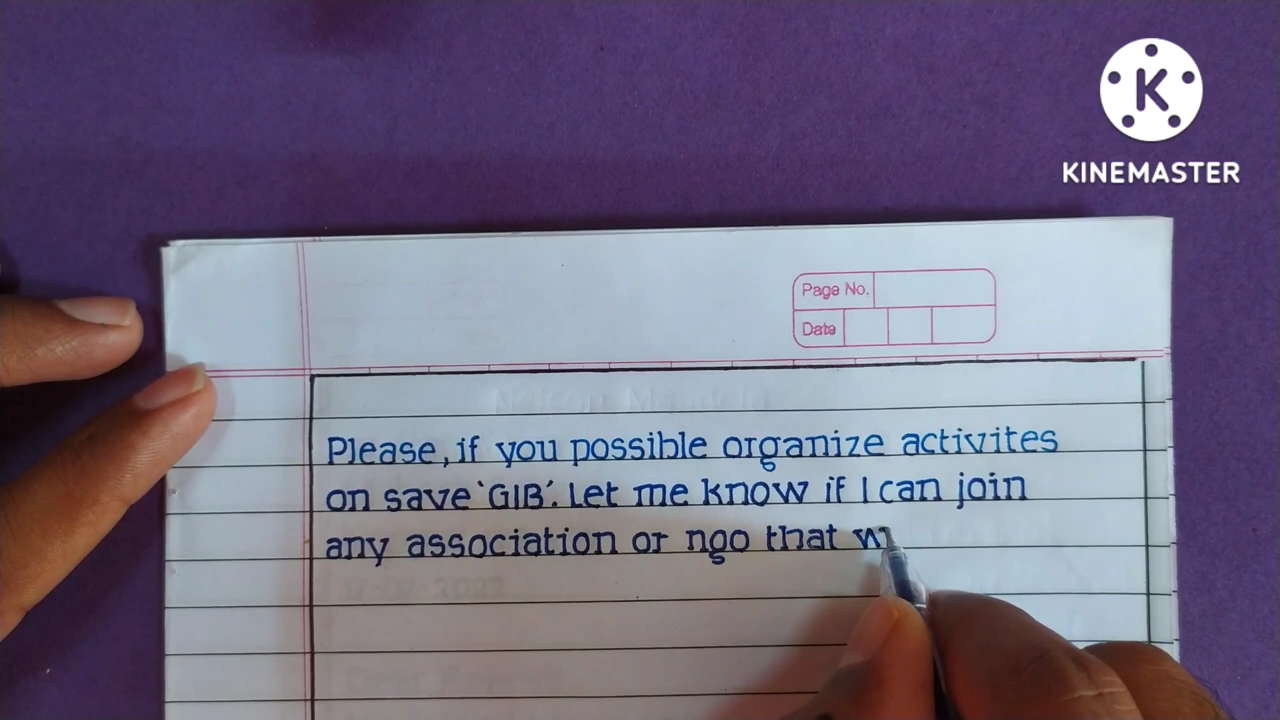 KINEMASTER
Page No.
Date
Please, if you possible organize activites
on save 'GIB'. Let me know if I can join
any association or ngo that